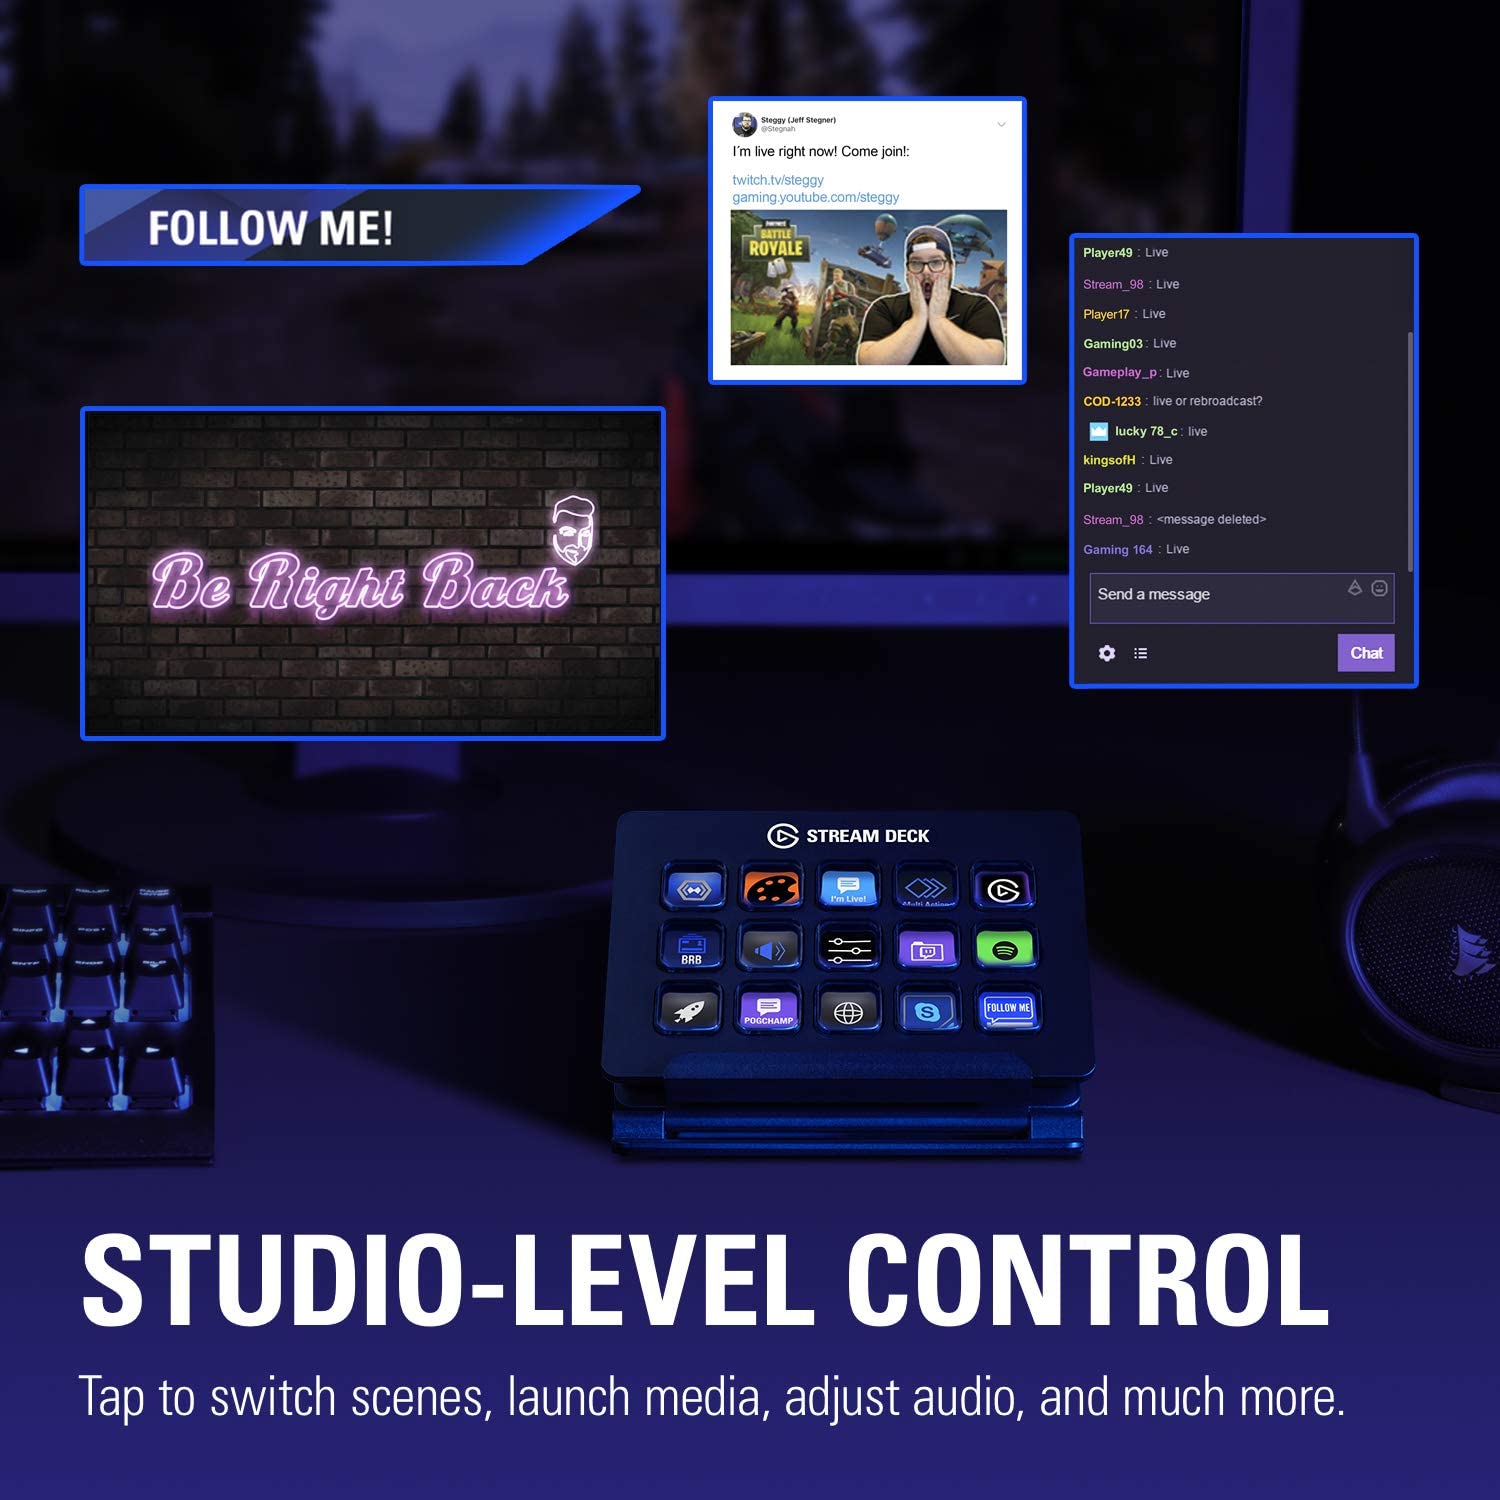 Steggy (Jeff Stegner)
@Stegnah
I'm live right now! Come join!:
twitch.tv/steggy
gaming.youtube.com/steggy
FORTNITE
BATTLE
ROYALE
FOLLOW ME!
Player49 : Live
Stream_98 : Live
Player17 : Live
Gaming03 : Live
Gameplay_p : Live
COD-1233 : live or rebroadcast?
lucky 78_c : live
kingsofH : Live
Player49 : Live
Stream_98 : <message deleted>
Gaming 164 : Live
Send a message
Chat
Be Right Back
STREAM DECK
I'm Live!
Multi Action
BRB
POGCHAMP
FOLLOW ME
STUDIO-LEVEL CONTROL
Tap to switch scenes, launch media, adjust audio, and much more.